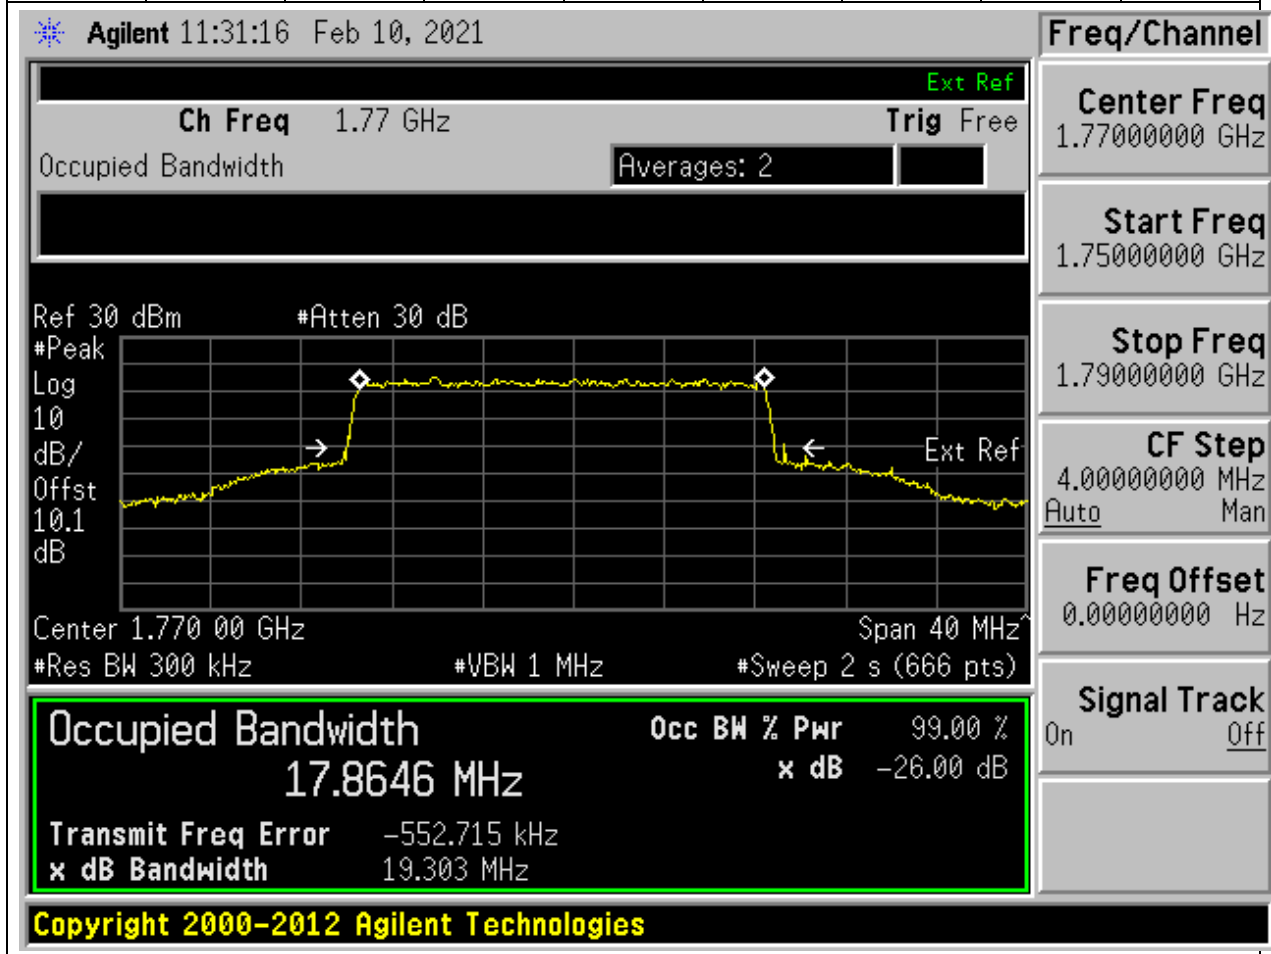 Agilent 11:31:16 Feb 10, 2021
Freq/Channel
Ext Ref
Ch Freq 1.77 GHz Trig Free
Occupied Bandwidth Averages: 2
Center Freq
1.77000000 GHz
Start Freq
1.75000000 GHz
Stop Freq
1.79000000 GHz
CF Step
4.00000000 MHz
Auto Man
Freq Offset
0.00000000 Hz
Signal Track
On Off
Ref 30 dBm #Atten 30 dB
#Peak
Log
10
dB/
Offst
10.1
dB
Ext Ref
Center 1.770 00 GHz Span 40 MHz^
#Res BW 300 kHz #VBW 1 MHz #Sweep 2 s (666 pts)
Occupied Bandwidth Occ BW % Pwr 99.00 %
17.8646 MHz x dB -26.00 dB
Transmit Freq Error -552.715 kHz
x dB Bandwidth 19.303 MHz
Copyright 2000-2012 Agilent Technologies